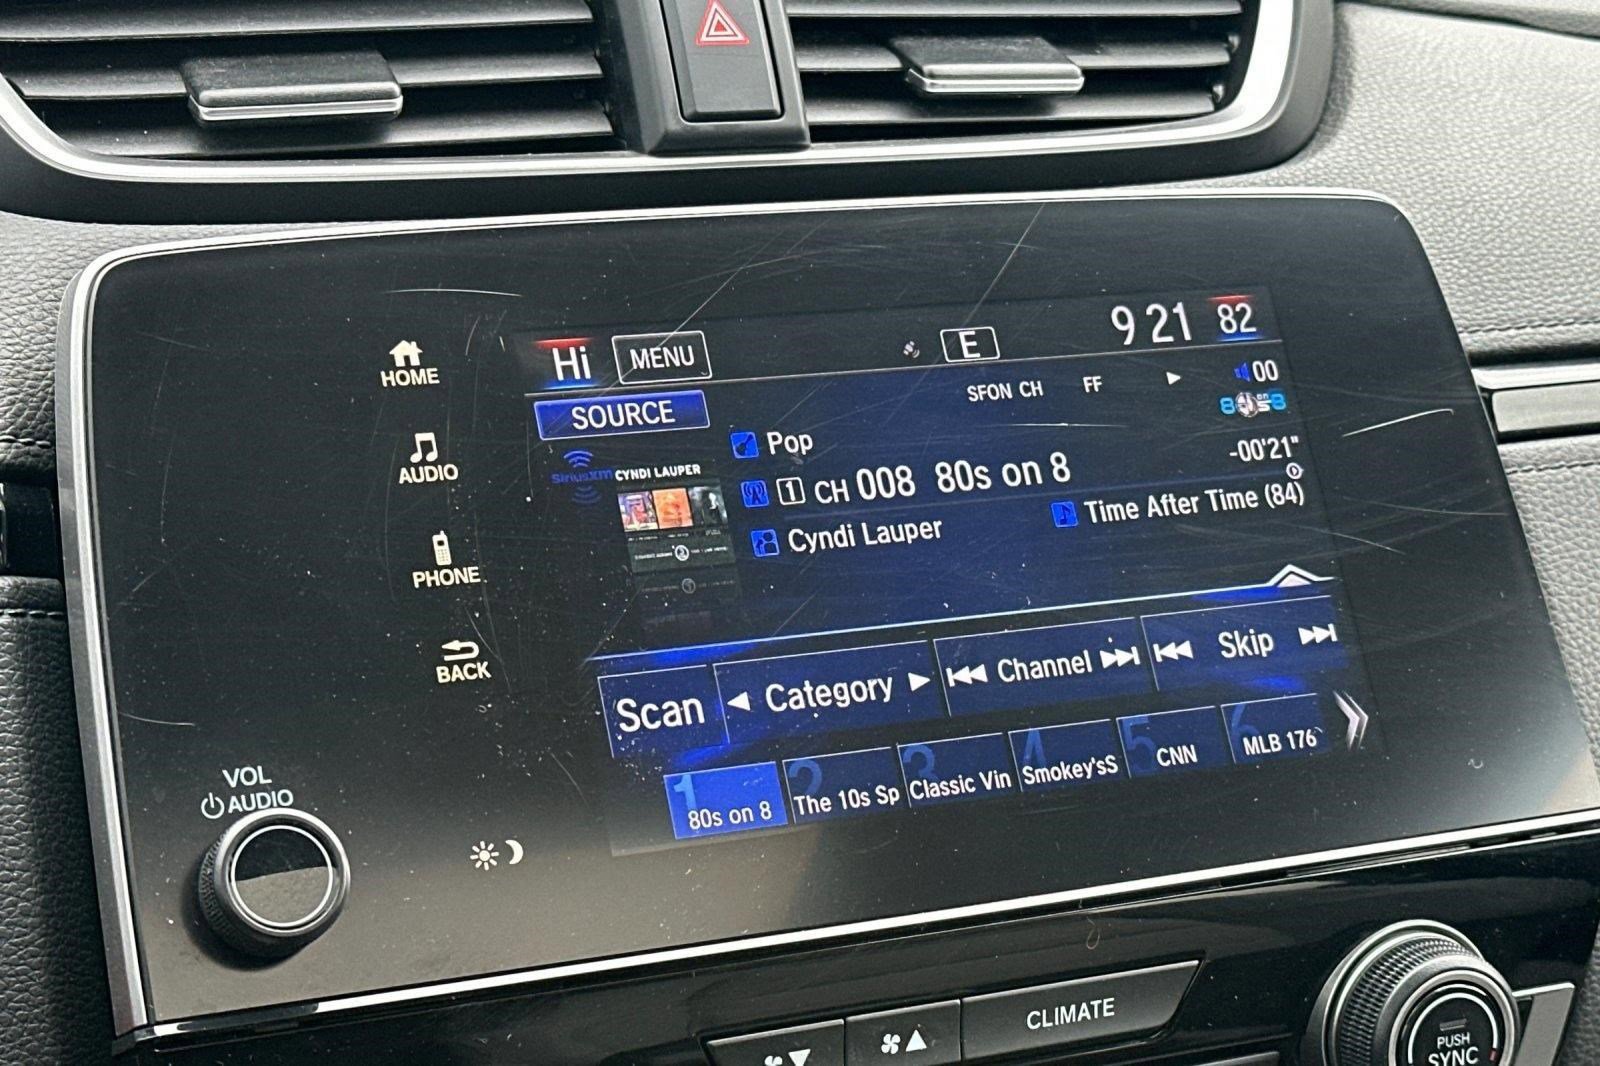 Hi MENU E 9 21 82
SFON CH FF 00
SOURCE
8 on 8
HOME
SiriusXM CYNDI LAUPER
Pop
-00'21"
1 CH 008 80s on 8
Cyndi Lauper Time After Time (84)
AUDIO
PHONE
BACK
Scan Category Channel Skip
1 80s on 8
2 The 10s Sp
3 Classic Vin
4 Smokey'sS
5 CNN
6 MLB 176
VOL
AUDIO
CLIMATE
PUSH
SYNC